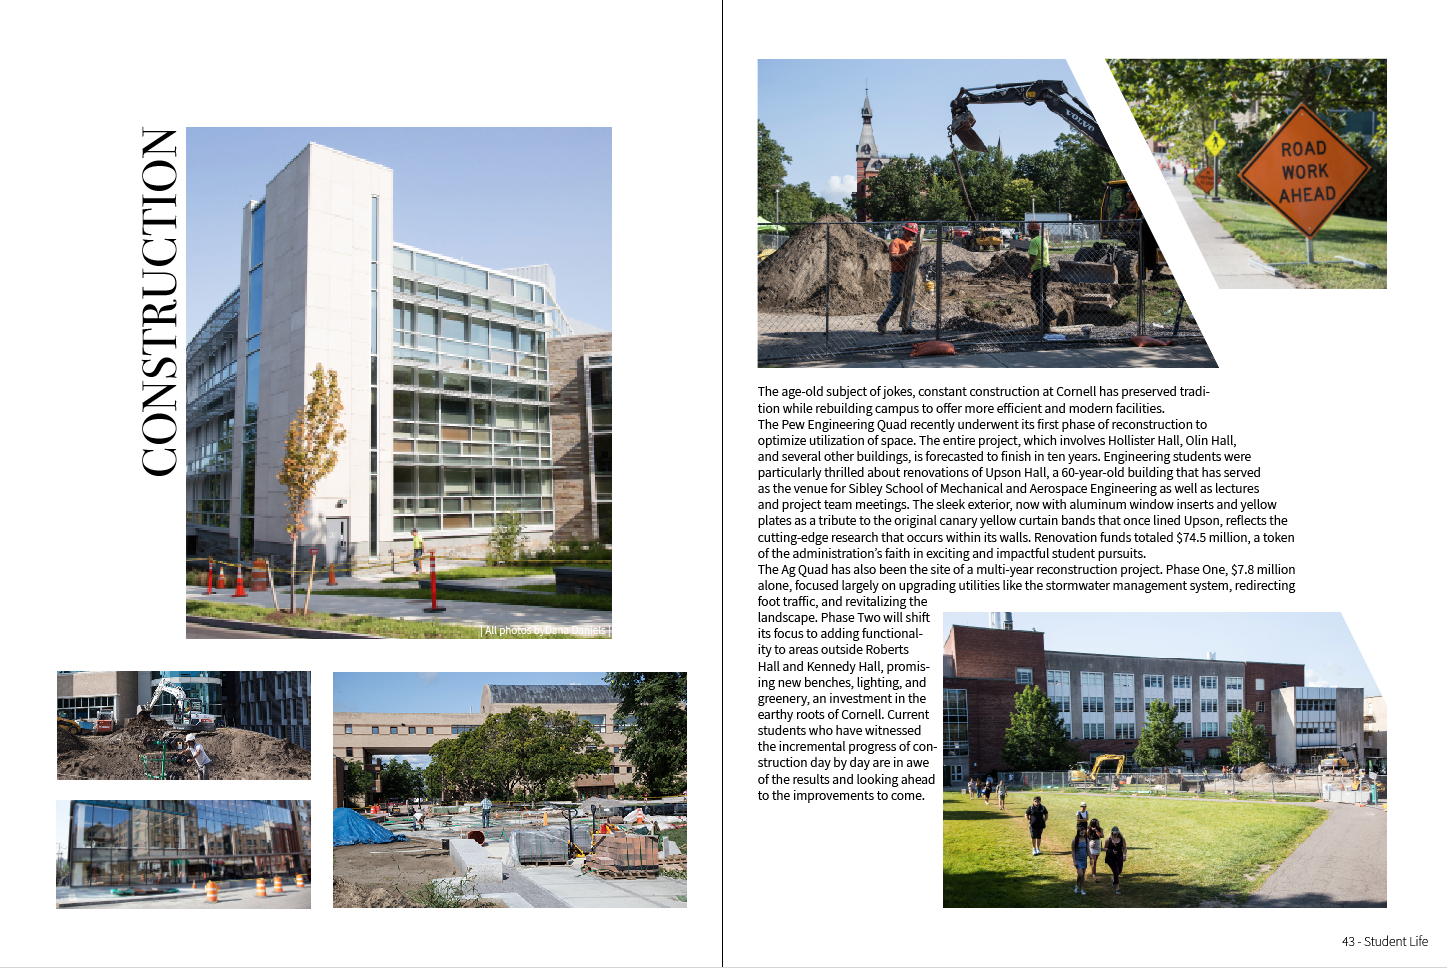 CONSTRUCTION
| All photos byDana Daniels |
VOLVO
ROAD
WORK
AHEAD
The age-old subject of jokes, constant construction at Cornell has preserved tradi-
tion while rebuilding campus to offer more efficient and modern facilities.
The Pew Engineering Quad recently underwent its first phase of reconstruction to
optimize utilization of space. The entire project, which involves Hollister Hall, Olin Hall,
and several other buildings, is forecasted to finish in ten years. Engineering students were
particularly thrilled about renovations of Upson Hall, a 60-year-old building that has served
as the venue for Sibley School of Mechanical and Aerospace Engineering as well as lectures
and project team meetings. The sleek exterior, now with aluminum window inserts and yellow
plates as a tribute to the original canary yellow curtain bands that once lined Upson, reflects the
cutting-edge research that occurs within its walls. Renovation funds totaled $74.5 million, a token
of the administration’s faith in exciting and impactful student pursuits.
The Ag Quad has also been the site of a multi-year reconstruction project. Phase One, $7.8 million
alone, focused largely on upgrading utilities like the stormwater management system, redirecting
foot traffic, and revitalizing the
landscape. Phase Two will shift
its focus to adding functional-
ity to areas outside Roberts
Hall and Kennedy Hall, promis-
ing new benches, lighting, and
greenery, an investment in the
earthy roots of Cornell. Current
students who have witnessed
the incremental progress of con-
struction day by day are in awe
of the results and looking ahead
to the improvements to come.
43 - Student Life